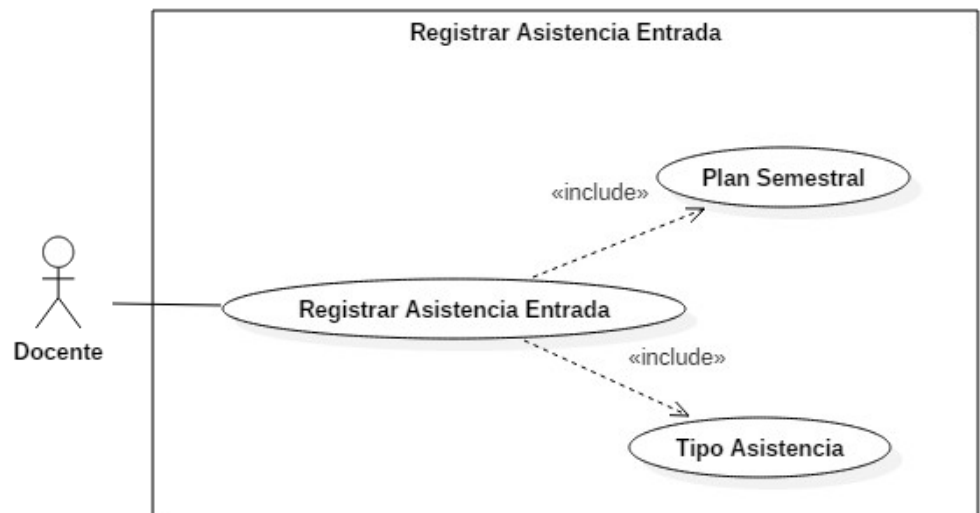 Registrar Asistencia Entrada
Plan Semestral
«include»
Registrar Asistencia Entrada
Docente
«include»
Tipo Asistencia